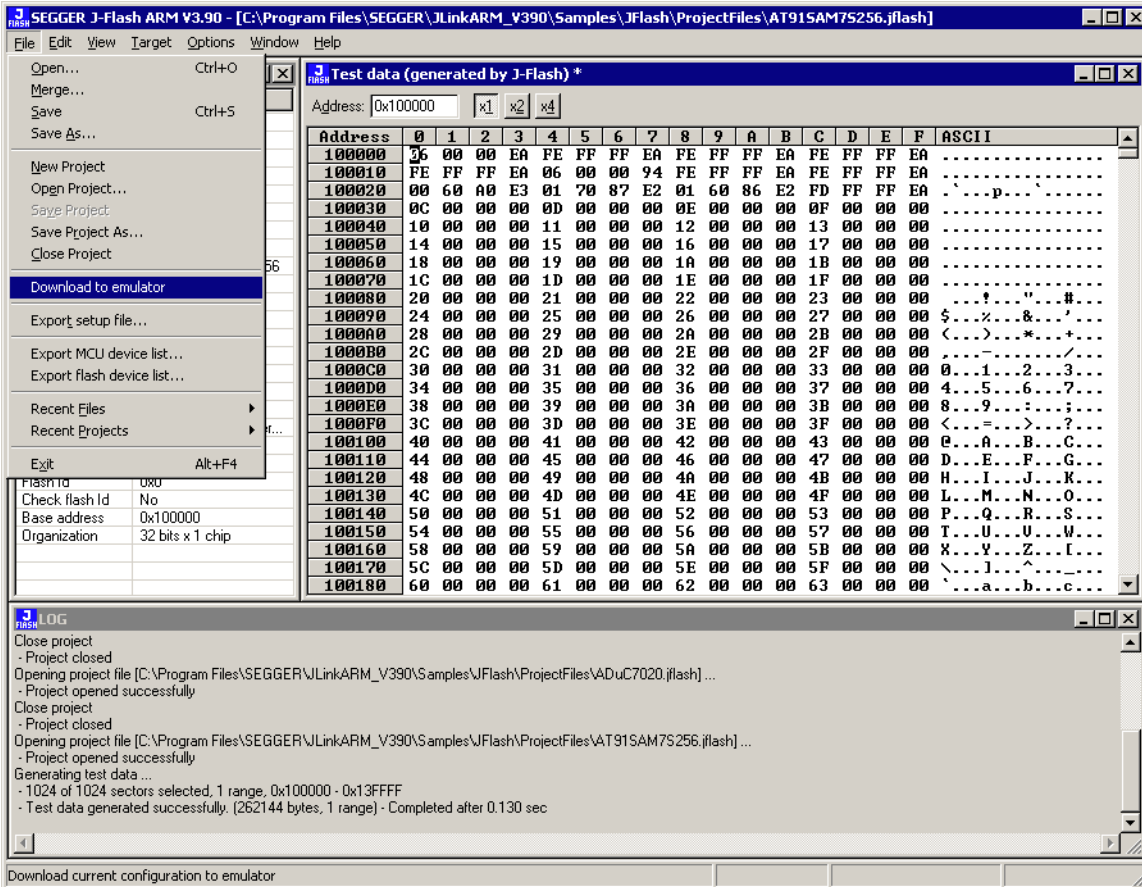 J FLASH SEGGER J-Flash ARM V3.90 - [C:\Program Files\SEGGER\JLinkARM_V390\Samples\JFlash\ProjectFiles\AT91SAM7S256.jflash]
File Edit View Target Options Window Help
Open... Ctrl+O
Merge...
Save Ctrl+S
Save As...
New Project
Open Project...
Save Project
Save Project As...
Close Project
56
Download to emulator
Export setup file...
Export MCU device list...
Export flash device list...
Recent Files
Recent Projects
Exit Alt+F4
Flash Id 0x0
Check flash Id No
Base address 0x100000
Organization 32 bits x 1 chip
J FLASH Test data (generated by J-Flash) *
Address: 0x100000 x1 x2 x4
Address 0 1 2 3 4 5 6 7 8 9 A B C D E F ASCII
100000 06 00 00 EA FE FF FF EA FE FF FF EA FE FF FF EA ................
100010 FE FF FF EA 06 00 00 94 FE FF FF EA FE FF FF EA ................
100020 00 60 A0 E3 01 70 87 E2 01 60 86 E2 FD FF FF EA .`...p...`......
100030 0C 00 00 00 0D 00 00 00 0E 00 00 00 0F 00 00 00 ................
100040 10 00 00 00 11 00 00 00 12 00 00 00 13 00 00 00 ................
100050 14 00 00 00 15 00 00 00 16 00 00 00 17 00 00 00 ................
100060 18 00 00 00 19 00 00 00 1A 00 00 00 1B 00 00 00 ................
100070 1C 00 00 00 1D 00 00 00 1E 00 00 00 1F 00 00 00 ................
100080 20 00 00 00 21 00 00 00 22 00 00 00 23 00 00 00  ...!..."...#...
100090 24 00 00 00 25 00 00 00 26 00 00 00 27 00 00 00 $...%...&...'...
1000A0 28 00 00 00 29 00 00 00 2A 00 00 00 2B 00 00 00 (...)...*...+...
1000B0 2C 00 00 00 2D 00 00 00 2E 00 00 00 2F 00 00 00 ,...-......./...
1000C0 30 00 00 00 31 00 00 00 32 00 00 00 33 00 00 00 0...1...2...3...
1000D0 34 00 00 00 35 00 00 00 36 00 00 00 37 00 00 00 4...5...6...7...
1000E0 38 00 00 00 39 00 00 00 3A 00 00 00 3B 00 00 00 8...9...:...;...
1000F0 3C 00 00 00 3D 00 00 00 3E 00 00 00 3F 00 00 00 <...=...>...?...
100100 40 00 00 00 41 00 00 00 42 00 00 00 43 00 00 00 @...A...B...C...
100110 44 00 00 00 45 00 00 00 46 00 00 00 47 00 00 00 D...E...F...G...
100120 48 00 00 00 49 00 00 00 4A 00 00 00 4B 00 00 00 H...I...J...K...
100130 4C 00 00 00 4D 00 00 00 4E 00 00 00 4F 00 00 00 L...M...N...O...
100140 50 00 00 00 51 00 00 00 52 00 00 00 53 00 00 00 P...Q...R...S...
100150 54 00 00 00 55 00 00 00 56 00 00 00 57 00 00 00 T...U...V...W...
100160 58 00 00 00 59 00 00 00 5A 00 00 00 5B 00 00 00 X...Y...Z...[...
100170 5C 00 00 00 5D 00 00 00 5E 00 00 00 5F 00 00 00 \...]...^..._...
100180 60 00 00 00 61 00 00 00 62 00 00 00 63 00 00 00 `...a...b...c...
J FLASH LOG
Close project
- Project closed
Opening project file [C:\Program Files\SEGGER\JLinkARM_V390\Samples\JFlash\ProjectFiles\ADuC7020.jflash] ...
- Project opened successfully
Close project
- Project closed
Opening project file [C:\Program Files\SEGGER\JLinkARM_V390\Samples\JFlash\ProjectFiles\AT91SAM7S256.jflash] ...
- Project opened successfully
Generating test data ...
- 1024 of 1024 sectors selected, 1 range, 0x100000 - 0x13FFFF
- Test data generated successfully. (262144 bytes, 1 range) - Completed after 0.130 sec
Download current configuration to emulator